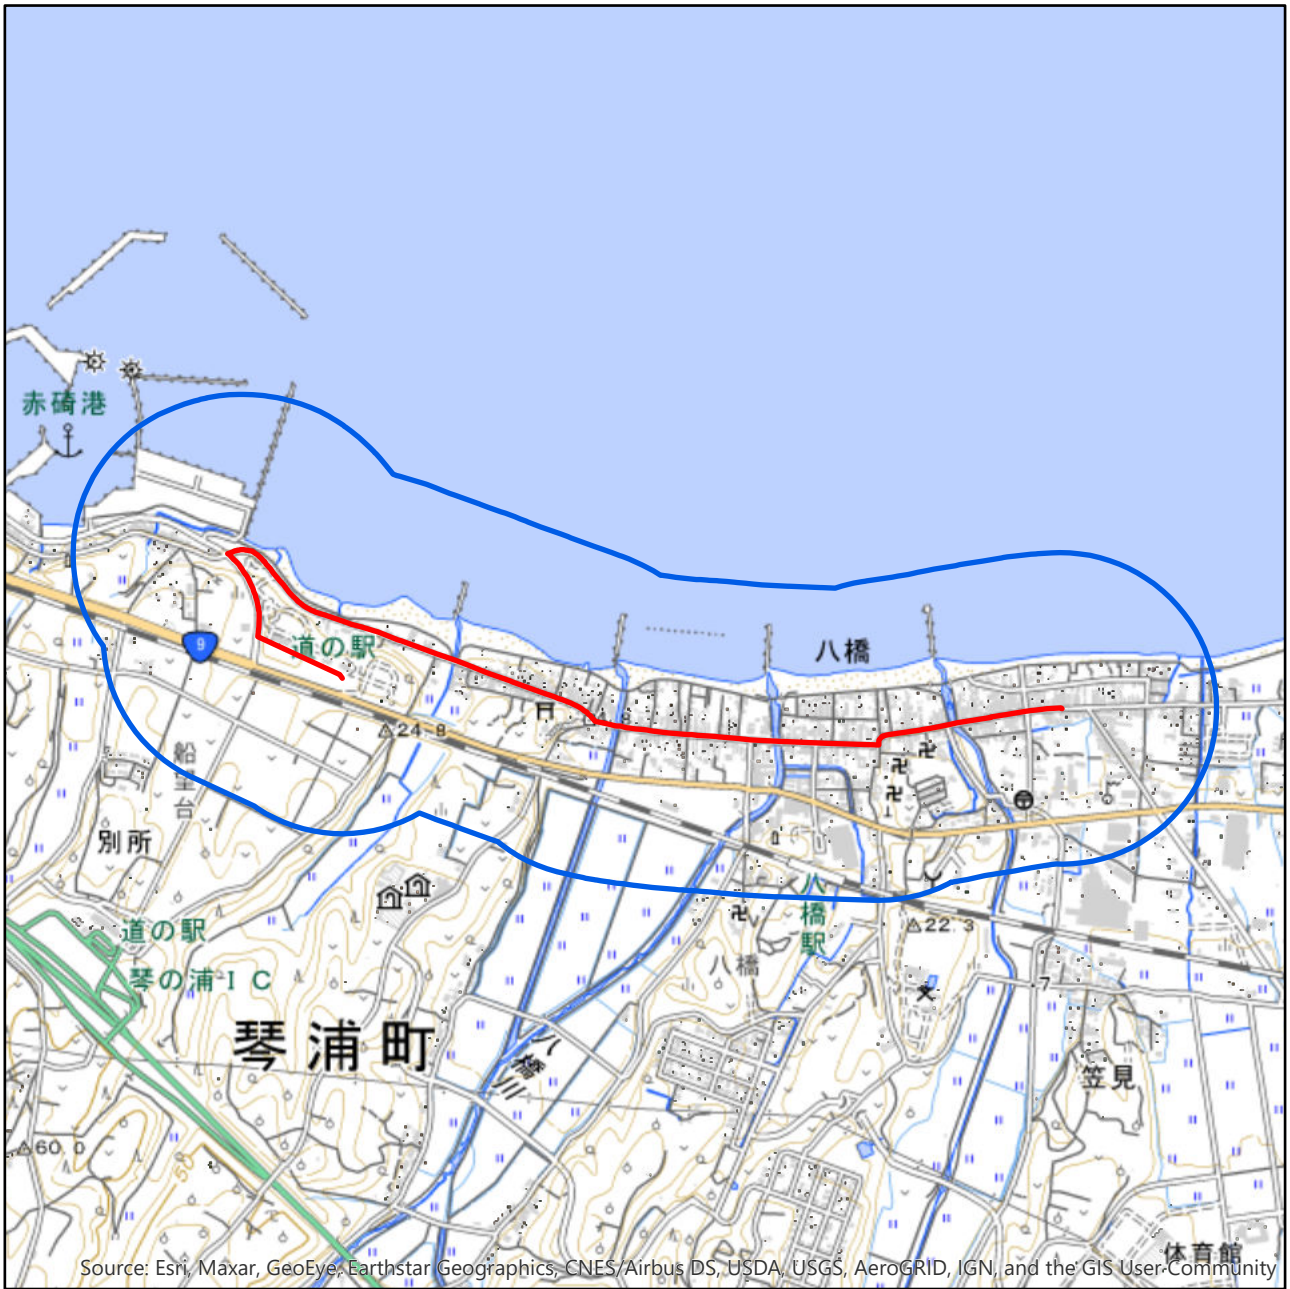 赤碕港
9
道の駅
八橋
24.8
船望台
別所
道の駅
琴の浦IC
八橋駅
22.3
八橋
7
琴浦町
八橋川
笠見
60.0
50
体育館
Source: Esri, Maxar, GeoEye, Earthstar Geographics, CNES/Airbus DS, USDA, USGS, AeroGRID, IGN, and the GIS User Community